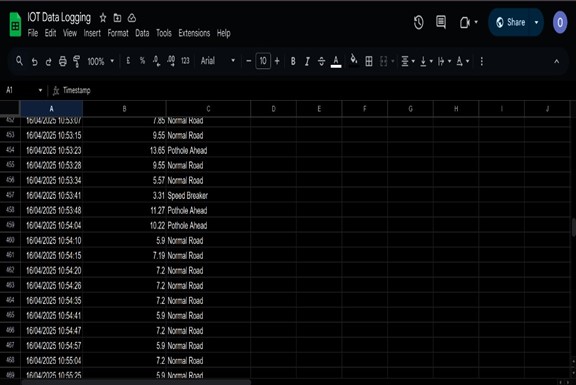 IOT Data Logging
File Edit View Insert Format Data Tools Extensions Help
Share
O
100% £ % .0 .00 123 Arial - 10 + B I A
A1 fx Timestamp
A B C D E F G H I J
452 16/04/2025 10:53:07 7.85 Normal Road
453 16/04/2025 10:53:15 9.55 Normal Road
454 16/04/2025 10:53:23 13.65 Pothole Ahead
455 16/04/2025 10:53:28 9.55 Normal Road
456 16/04/2025 10:53:34 5.57 Normal Road
457 16/04/2025 10:53:41 3.31 Speed Breaker
458 16/04/2025 10:53:48 11.27 Pothole Ahead
459 16/04/2025 10:54:04 10.22 Pothole Ahead
460 16/04/2025 10:54:10 5.9 Normal Road
461 16/04/2025 10:54:15 7.19 Normal Road
462 16/04/2025 10:54:20 7.2 Normal Road
463 16/04/2025 10:54:26 7.2 Normal Road
464 16/04/2025 10:54:35 7.2 Normal Road
465 16/04/2025 10:54:41 5.9 Normal Road
466 16/04/2025 10:54:47 7.2 Normal Road
467 16/04/2025 10:54:57 5.9 Normal Road
468 16/04/2025 10:55:04 7.2 Normal Road
469 16/04/2025 10:55:25 5.9 Normal Road